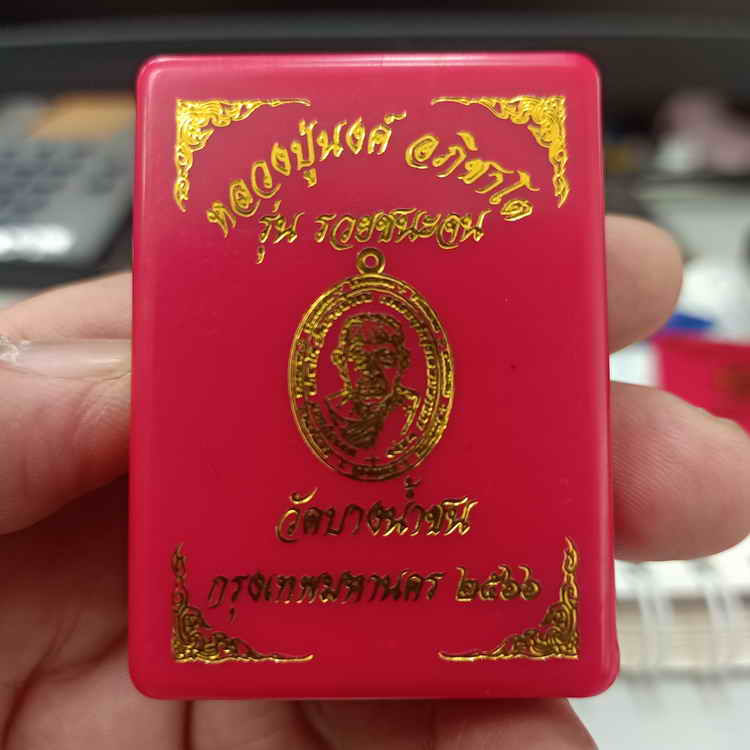 หลวงปู่นงค์ อภิชาโต
รุ่น รวยชนะจน
วัดบางน้ำชน
กรุงเทพมหานคร ๒๕๖๖